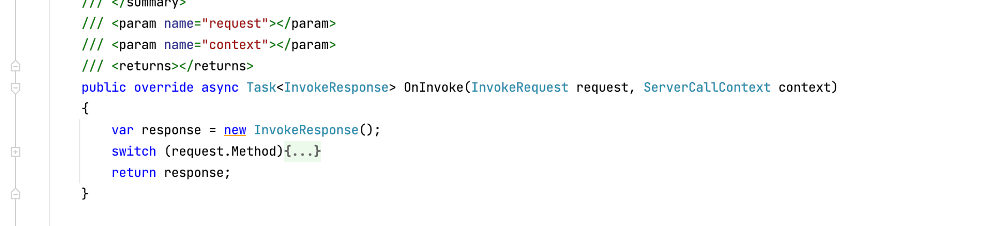 /// </summary>
/// <param name="request"></param>
/// <param name="context"></param>
/// <returns></returns>
public override async Task<InvokeResponse> OnInvoke(InvokeRequest request, ServerCallContext context)
{
var response = new InvokeResponse();
switch (request.Method){...}
return response;
}